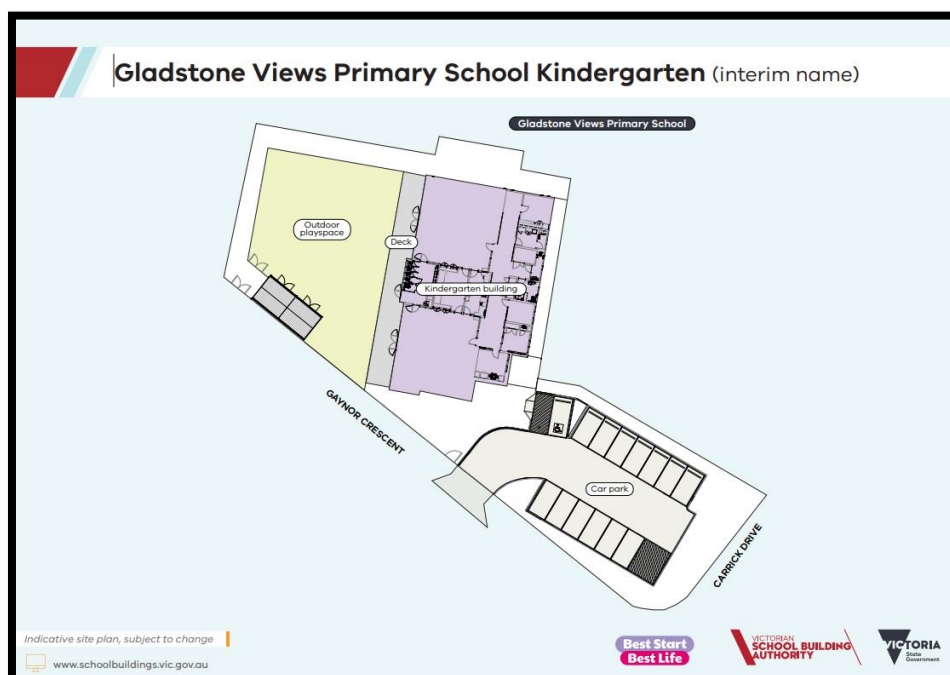 Gladstone Views Primary School Kindergarten (interim name)
Gladstone Views Primary School
Outdoor
playspace
Deck
Kindergarten building
GAYNOR CRESCENT
Car park
CARRICK DRIVE
Indicative site plan, subject to change
www.schoolbuildings.vic.gov.au
Best Start
Best Life
VICTORIAN
SCHOOL BUILDING
AUTHORITY
VICTORIA
State
Government